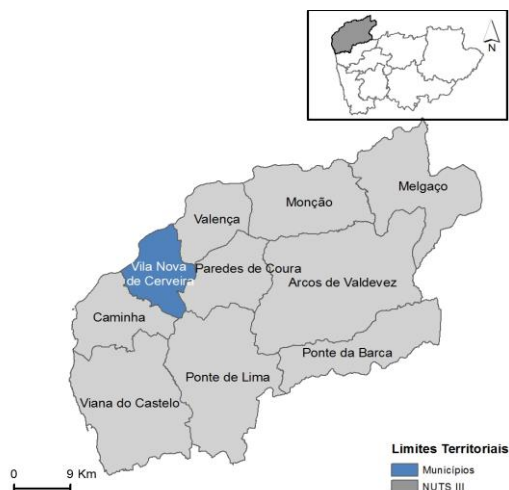 N
Melgaço
Monção
Valença
Vila Nova
de Cerveira
Paredes de Coura
Arcos de Valdevez
Caminha
Ponte da Barca
Ponte de Lima
Viana do Castelo
Limites Territoriais
Municípios
NUTS III
0 9 Km